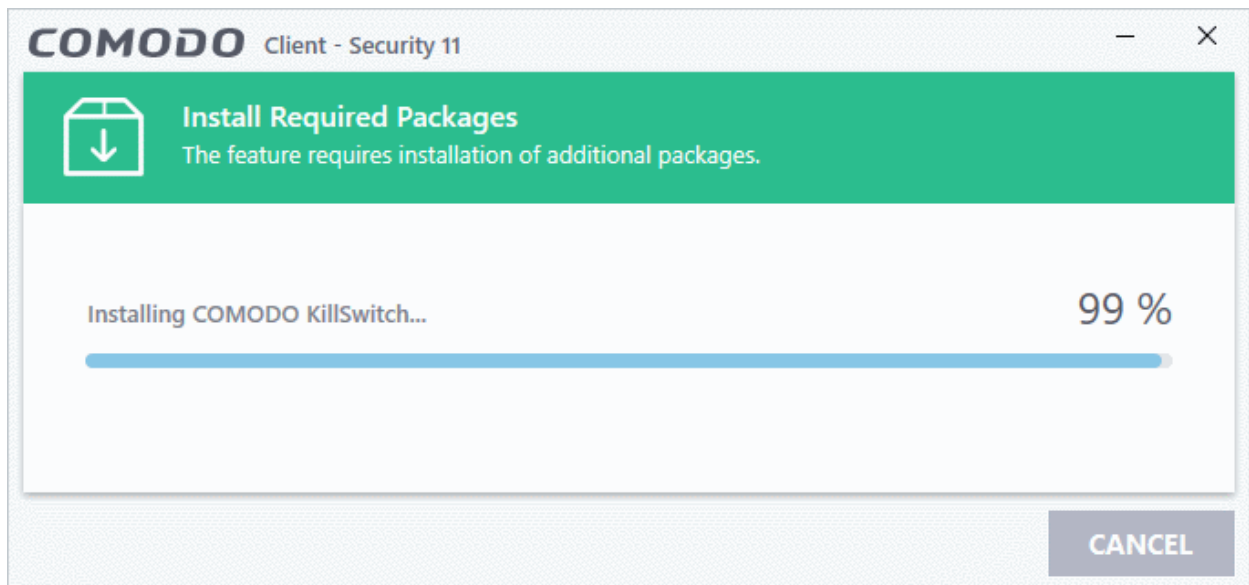 COMODO Client - Security 11
Install Required Packages
The feature requires installation of additional packages.
Installing COMODO KillSwitch... 99 %
CANCEL